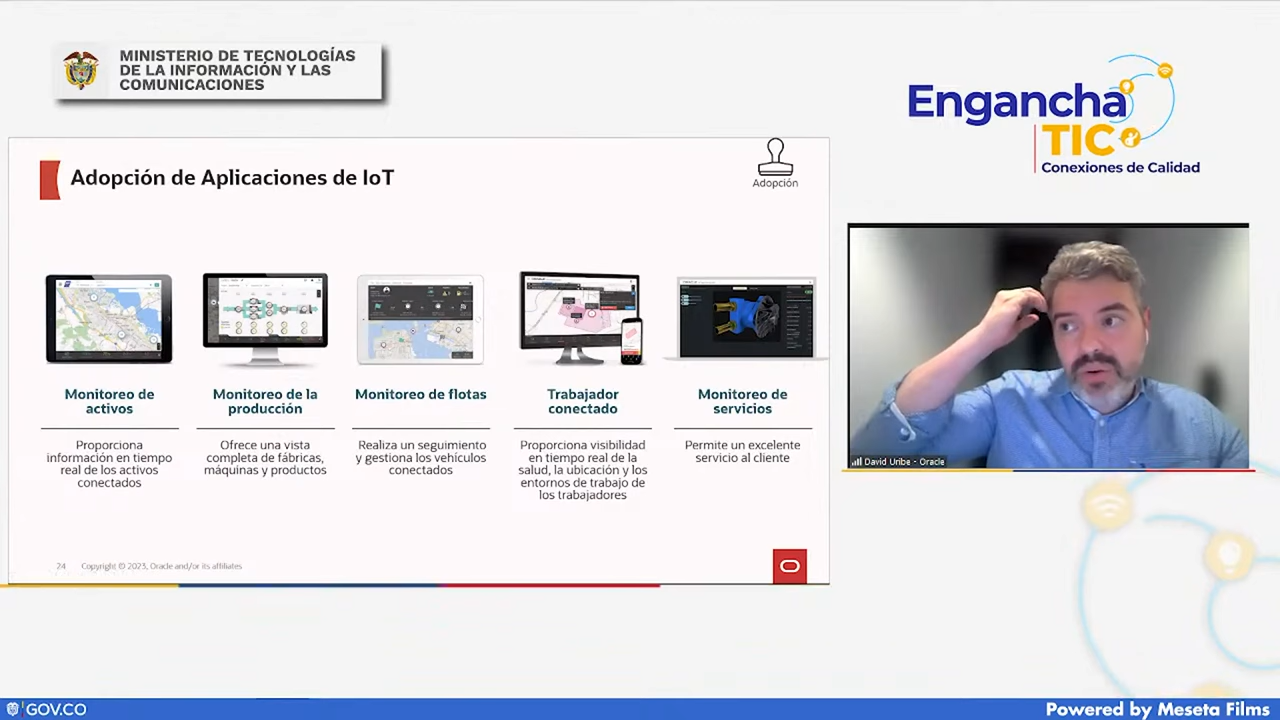 MINISTERIO DE TECNOLOGÍAS
DE LA INFORMACIÓN Y LAS
COMUNICACIONES
Engancha
TIC
Conexiones de Calidad
Adopción de Aplicaciones de IoT
Adopción
Monitoreo de
activos
Proporciona
información en tiempo
real de los activos
conectados
Monitoreo de la
producción
Ofrece una vista
completa de fábricas,
máquinas y productos
Monitoreo de flotas
Realiza un seguimiento
y gestiona los vehículos
conectados
Trabajador
conectado
Proporciona visibilidad
en tiempo real de la
salud, la ubicación y los
entornos de trabajo de
los trabajadores
Monitoreo de
servicios
Permite un excelente
servicio al cliente
24 Copyright © 2023, Oracle and/or its affiliates
David Uribe - Oracle
GOV.CO
Powered by Meseta Films